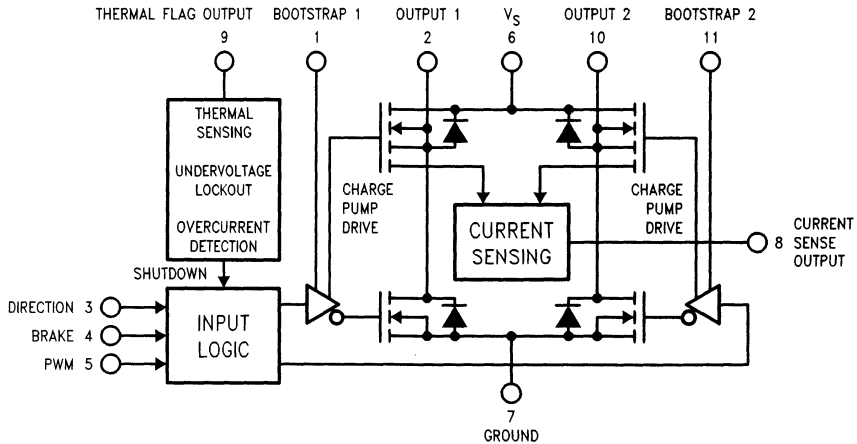 THERMAL FLAG OUTPUT
9
BOOTSTRAP 1
1
OUTPUT 1
2
VS
6
OUTPUT 2
10
BOOTSTRAP 2
11
THERMAL
SENSING
UNDERVOLTAGE
LOCKOUT
OVERCURRENT
DETECTION
SHUTDOWN
CHARGE
PUMP
DRIVE
CURRENT
SENSING
CHARGE
PUMP
DRIVE
8 CURRENT
SENSE
OUTPUT
DIRECTION 3
BRAKE 4
PWM 5
INPUT
LOGIC
7
GROUND